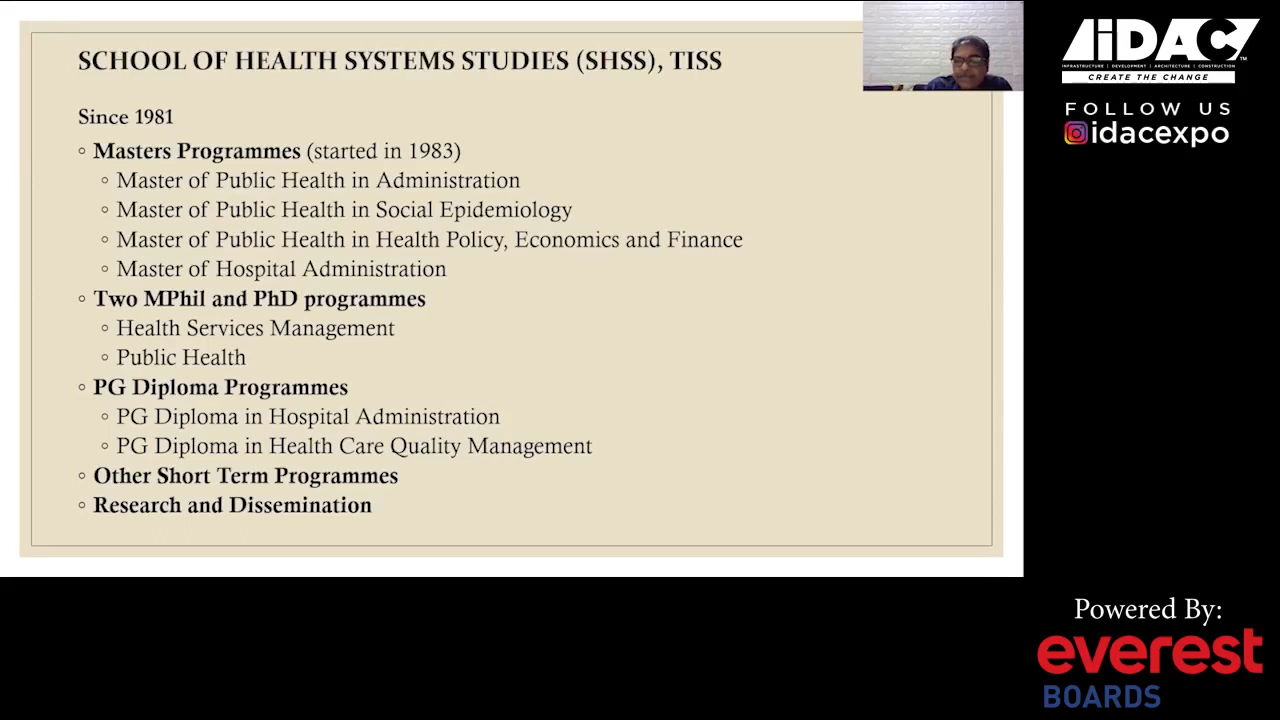 SCHOOL OF HEALTH SYSTEMS STUDIES (SHSS), TISS
Since 1981
Masters Programmes (started in 1983)
Master of Public Health in Administration
Master of Public Health in Social Epidemiology
Master of Public Health in Health Policy, Economics and Finance
Master of Hospital Administration
Two MPhil and PhD programmes
Health Services Management
Public Health
PG Diploma Programmes
PG Diploma in Hospital Administration
PG Diploma in Health Care Quality Management
Other Short Term Programmes
Research and Dissemination
IDAC
INFRASTRUCTURE | DEVELOPMENT | ARCHITECTURE | CONSTRUCTION
CREATE THE CHANGE
FOLLOW US
idacexpo
Powered By:
everest
BOARDS